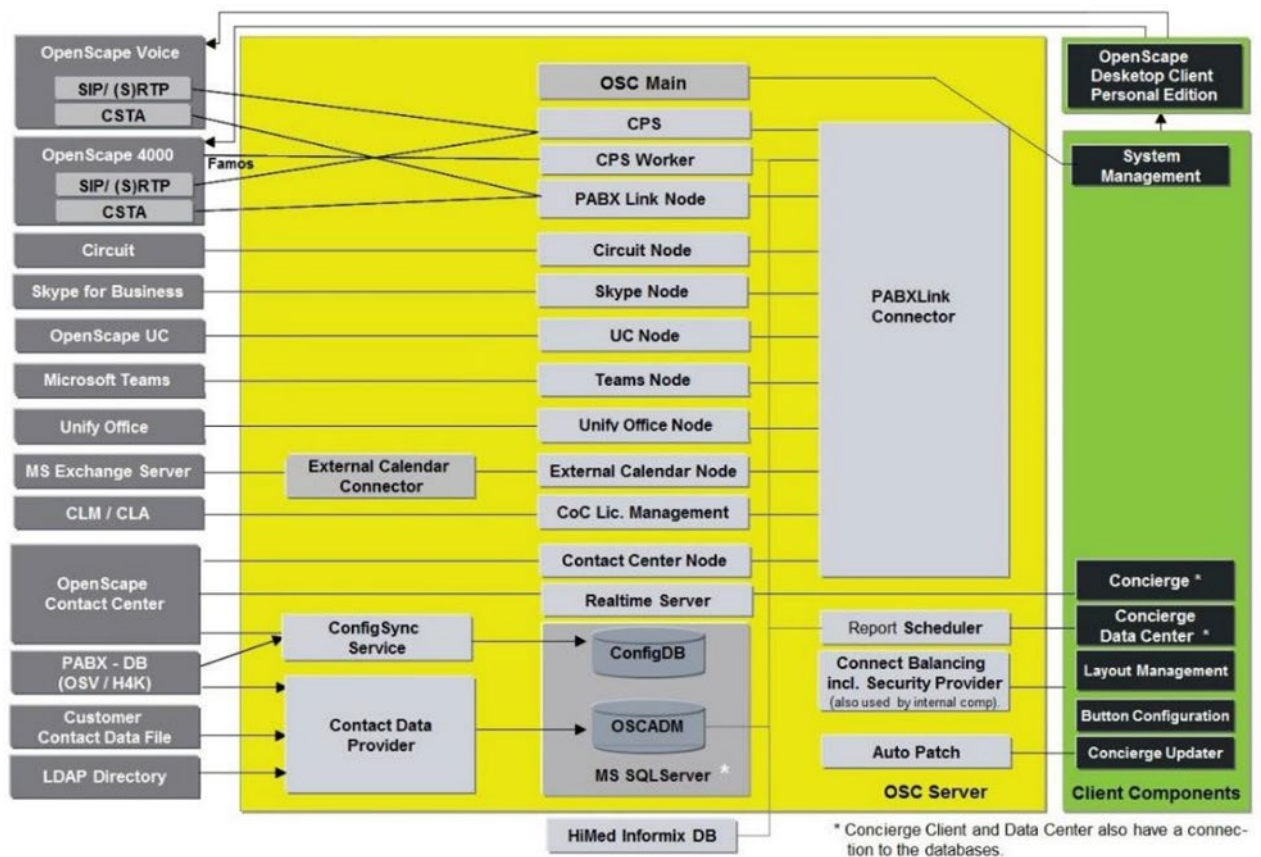 OpenScape Voice
SIP/ (S)RTP
CSTA
OpenScape 4000
Famos
SIP/ (S)RTP
CSTA
Circuit
Skype for Business
OpenScape UC
Microsoft Teams
Unify Office
MS Exchange Server
CLM / CLA
OpenScape
Contact Center
PABX - DB
(OSV / H4K)
Customer
Contact Data File
LDAP Directory
External Calendar
Connector
ConfigSync
Service
Contact Data
Provider
OSC Main
CPS
CPS Worker
PABX Link Node
Circuit Node
Skype Node
UC Node
Teams Node
Unify Office Node
External Calendar Node
CoC Lic. Management
Contact Center Node
Realtime Server
ConfigDB
OSCADM
MS SQLServer *
HiMed Informix DB
PABXLink
Connector
Report Scheduler
Connect Balancing
incl. Security Provider
(also used by internal comp).
Auto Patch
OSC Server
OpenScape
Desketop Client
Personal Edition
System
Management
Concierge *
Concierge
Data Center *
Layout Management
Button Configuration
Concierge Updater
Client Components
* Concierge Client and Data Center also have a connec-
tion to the databases.